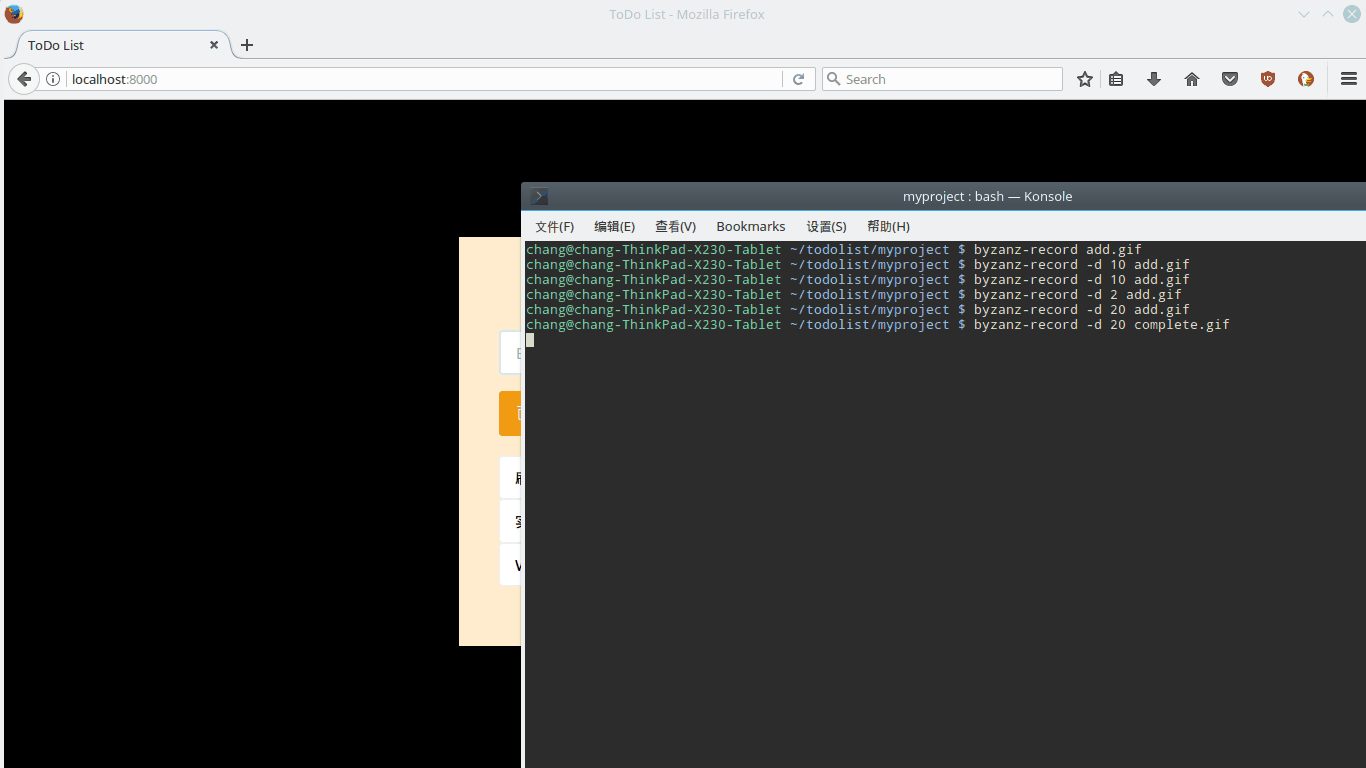 ToDo List - Mozilla Firefox
ToDo List
localhost:8000
Search
myproject : bash — Konsole
文件(F) 编辑(E) 查看(V) Bookmarks 设置(S) 帮助(H)
chang@chang-ThinkPad-X230-Tablet ~/todolist/myproject $ byzanz-record add.gif
chang@chang-ThinkPad-X230-Tablet ~/todolist/myproject $ byzanz-record -d 10 add.gif
chang@chang-ThinkPad-X230-Tablet ~/todolist/myproject $ byzanz-record -d 10 add.gif
chang@chang-ThinkPad-X230-Tablet ~/todolist/myproject $ byzanz-record -d 2 add.gif
chang@chang-ThinkPad-X230-Tablet ~/todolist/myproject $ byzanz-record -d 20 add.gif
chang@chang-ThinkPad-X230-Tablet ~/todolist/myproject $ byzanz-record -d 20 complete.gif